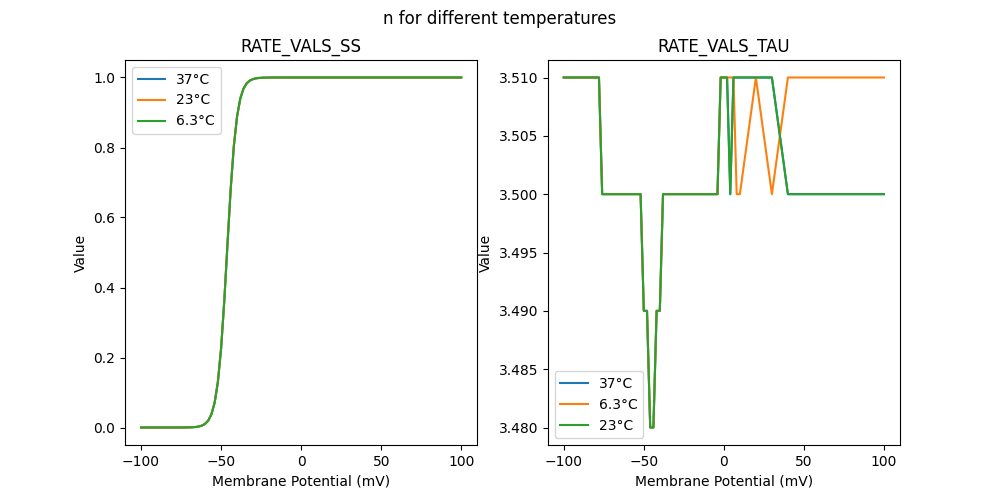 n for different temperatures
RATE_VALS_SS
1.0
0.8
0.6
0.4
0.2
0.0
Value
37°C
23°C
6.3°C
−100
−50
0
50
100
Membrane Potential (mV)
RATE_VALS_TAU
3.510
3.505
3.500
3.495
3.490
3.485
3.480
Value
37°C
6.3°C
23°C
−100
−50
0
50
100
Membrane Potential (mV)